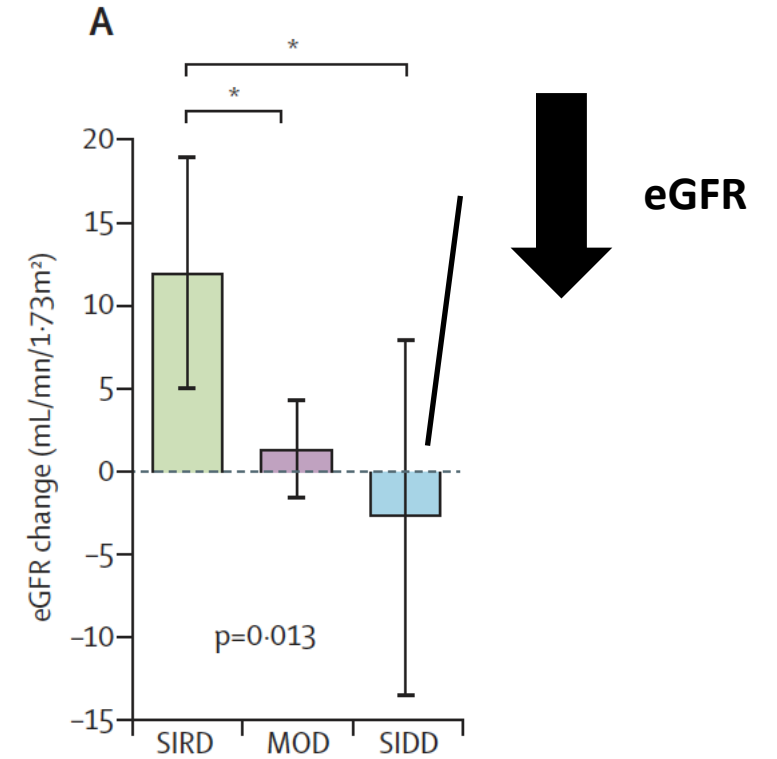 A
*
*
20
15
10
5
0
−5
−10
−15
eGFR change (mL/mn/1·73m²)
p=0·013
SIRD MOD SIDD
eGFR